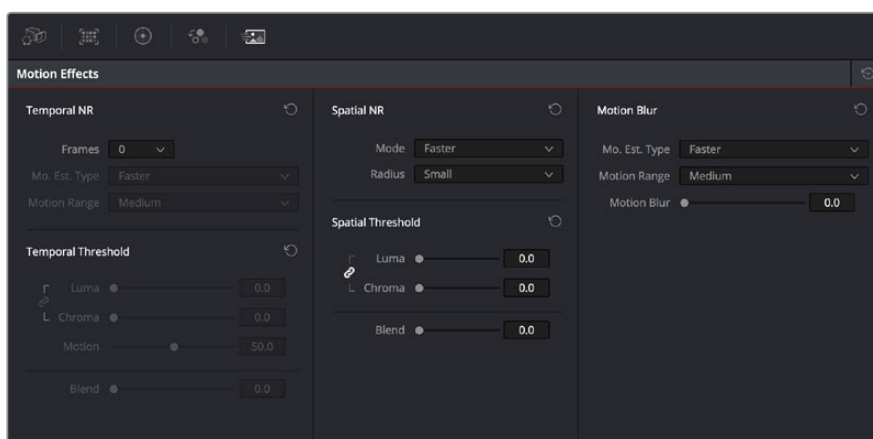 Motion Effects
Temporal NR
Frames 0
Mo. Est. Type Faster
Motion Range Medium
Temporal Threshold
Luma 0.0
Chroma 0.0
Motion 50.0
Blend 0.0
Spatial NR
Mode Faster
Radius Small
Spatial Threshold
Luma 0.0
Chroma 0.0
Blend 0.0
Motion Blur
Mo. Est. Type Faster
Motion Range Medium
Motion Blur 0.0